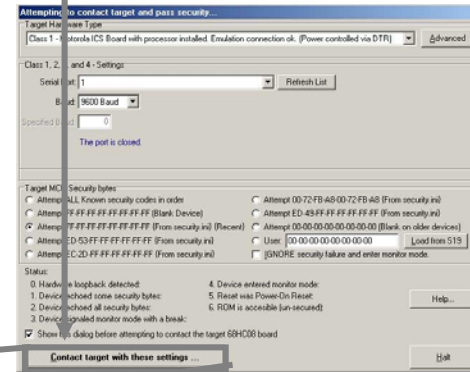 Attempting to contact target and pass security...
Target Hardware Type
Class 1 - Motorola ICS Board with processor installed. Emulation connection ok. (Power controlled via DTR) Advanced
Class 1, 2, and 4 - Settings
Serial Port: 1 Refresh List
Baud: 9600 Baud
Specified Baud: 0
The port is closed.
Target MCU Security bytes
Attempt ALL Known security codes in order
Attempt FF-FF-FF-FF-FF-FF-FF-FF (Blank Device)
Attempt FF-FF-FF-FF-FF-FF-FF-FF (From security.ini) (Recent)
Attempt ED-53-FF-FF-FF-FF-FF-FF (From security.ini)
Attempt EC-2D-FF-FF-FF-FF-FF-FF (From security.ini)
Attempt 00-72-FB-A8-00-72-FB-A8 (From security.ini)
Attempt ED-49-FF-FF-FF-FF-FF-FF (From security.ini)
Attempt 00-00-00-00-00-00-00-00 (Blank on older devices)
User: 00-00-00-00-00-00-00-00 Load from S19
IGNORE security failure and enter monitor mode.
Status:
0. Hardware loopback detected:
1. Device echoed some security bytes:
2. Device echoed all security bytes:
3. Device signaled monitor mode with a break:
4. Device entered monitor mode:
5. Reset was Power-On Reset:
6. ROM is accesible (un-secured):
Help...
Show this dialog before attempting to contact the target 68HC08 board
Contact target with these settings ... Halt